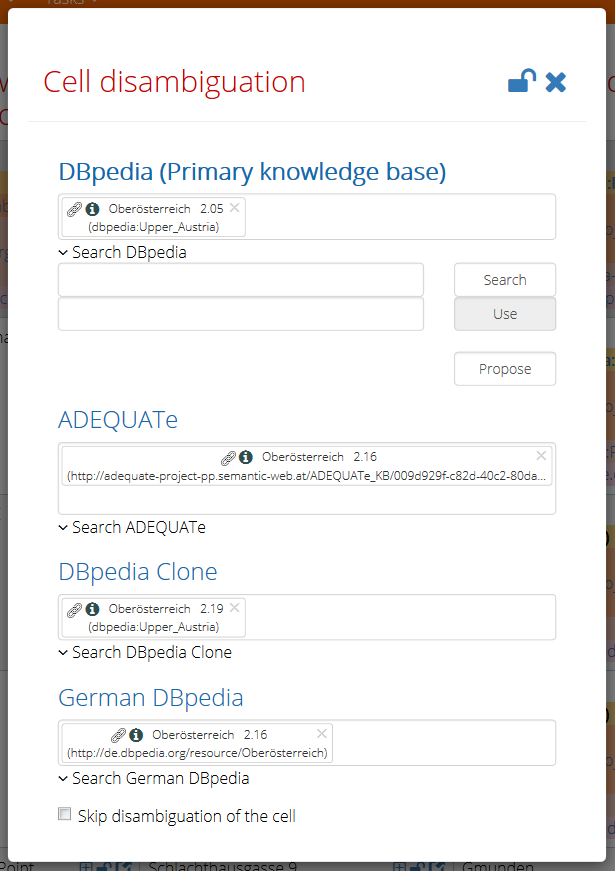 Tasks
Cell disambiguation
DBpedia (Primary knowledge base)
Oberösterreich 2.05
(dbpedia:Upper_Austria)
Search DBpedia
Search
Use
Propose
ADEQUATe
Oberösterreich 2.16
(http://adequate-project-pp.semantic-web.at/ADEQUATe_KB/009d929f-c82d-40c2-80da...
Search ADEQUATe
DBpedia Clone
Oberösterreich 2.19
(dbpedia:Upper_Austria)
Search DBpedia Clone
German DBpedia
Oberösterreich 2.16
(http://de.dbpedia.org/resource/Oberösterreich)
Search German DBpedia
Skip disambiguation of the cell
Point Schlachthausgasse 9 Gmunden